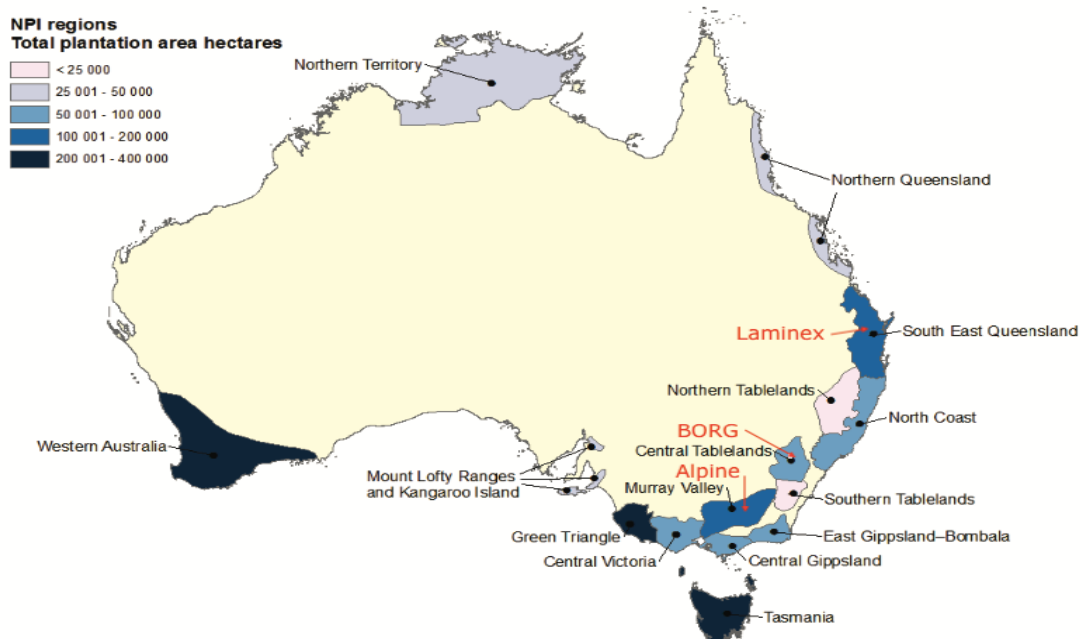 NPI regions
Total plantation area hectares
< 25 000
25 001 - 50 000
50 001 - 100 000
100 001 - 200 000
200 001 - 400 000
Northern Territory
Northern Queensland
Laminex
South East Queensland
Northern Tablelands
North Coast
BORG
Central Tablelands
Alpine
Western Australia
Mount Lofty Ranges
and Kangaroo Island
Murray Valley
Southern Tablelands
Green Triangle
East Gippsland–Bombala
Central Victoria
Central Gippsland
Tasmania